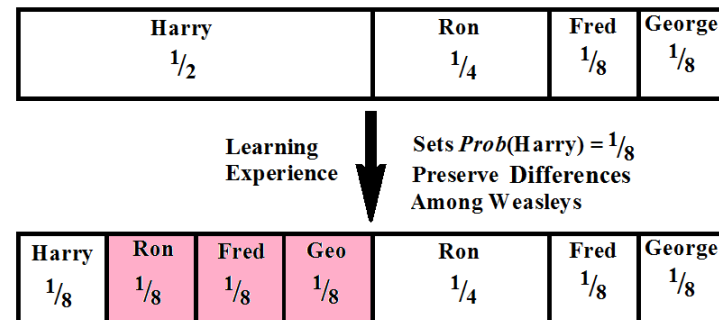 Harry Ron Fred George
1/2 1/4 1/8 1/8
Learning Sets Prob(Harry) = 1/8
Experience Preserve Differences
Among Weasleys
Harry Ron Fred Geo Ron Fred George
1/8 1/8 1/8 1/8 1/4 1/8 1/8